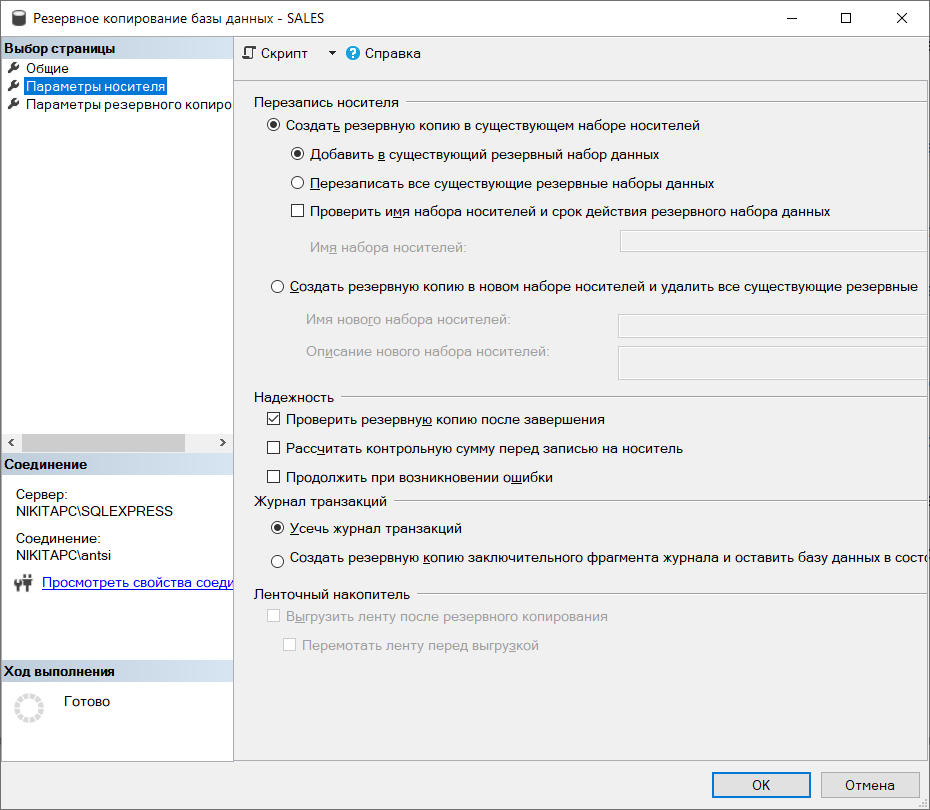 Резервное копирование базы данных - SALES
Выбор страницы
Общие
Параметры носителя
Параметры резервного копиро
Скрипт
Справка
Перезапись носителя
Создать резервную копию в существующем наборе носителей
Добавить в существующий резервный набор данных
Перезаписать все существующие резервные наборы данных
Проверить имя набора носителей и срок действия резервного набора данных
Имя набора носителей:
Создать резервную копию в новом наборе носителей и удалить все существующие резервные
Имя нового набора носителей:
Описание нового набора носителей:
Надежность
Проверить резервную копию после завершения
Рассчитать контрольную сумму перед записью на носитель
Продолжить при возникновении ошибки
Журнал транзакций
Усечь журнал транзакций
Создать резервную копию заключительного фрагмента журнала и оставить базу данных в состо
Ленточный накопитель
Выгрузить ленту после резервного копирования
Перемотать ленту перед выгрузкой
Соединение
Сервер:
NIKITAPC\SQLEXPRESS
Соединение:
NIKITAPC\antsi
Просмотреть свойства соеди
Ход выполнения
Готово
OK
Отмена